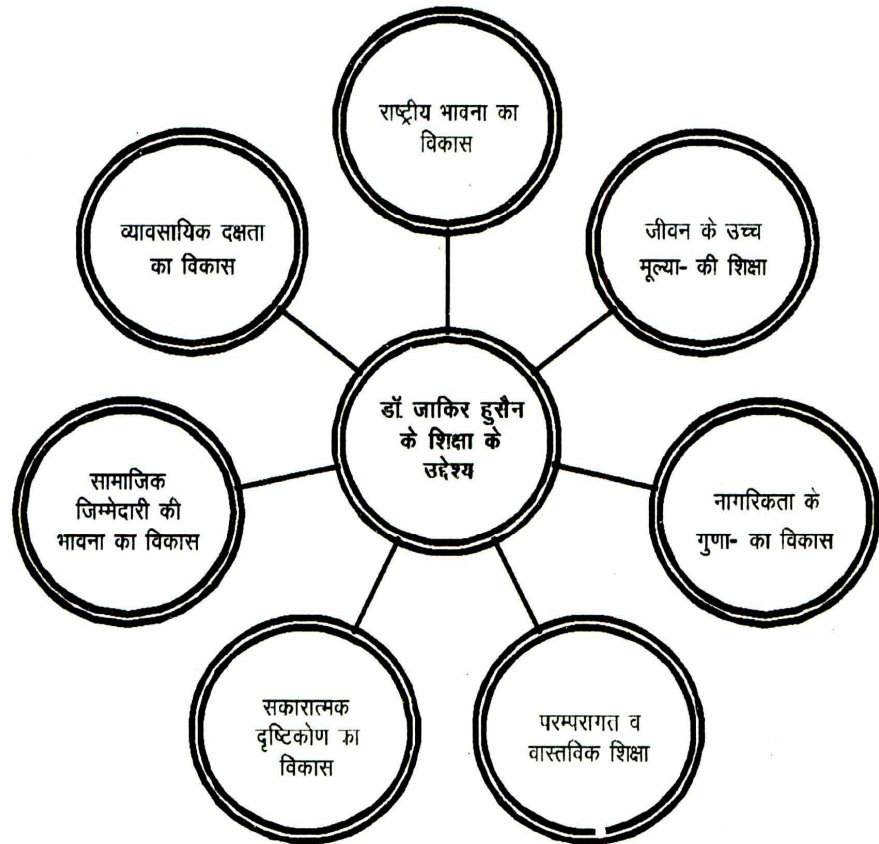 राष्ट्रीय भावना का
विकास
व्यावसायिक दक्षता
का विकास
जीवन के उच्च
मूल्या- की शिक्षा
डॉ. जाकिर हुसैन
के शिक्षा के
उद्देश्य
सामाजिक
जिम्मेदारी की
भावना का विकास
नागरिकता के
गुणा- का विकास
सकारात्मक
दृष्टिकोण का
विकास
परम्परागत व
वास्तविक शिक्षा